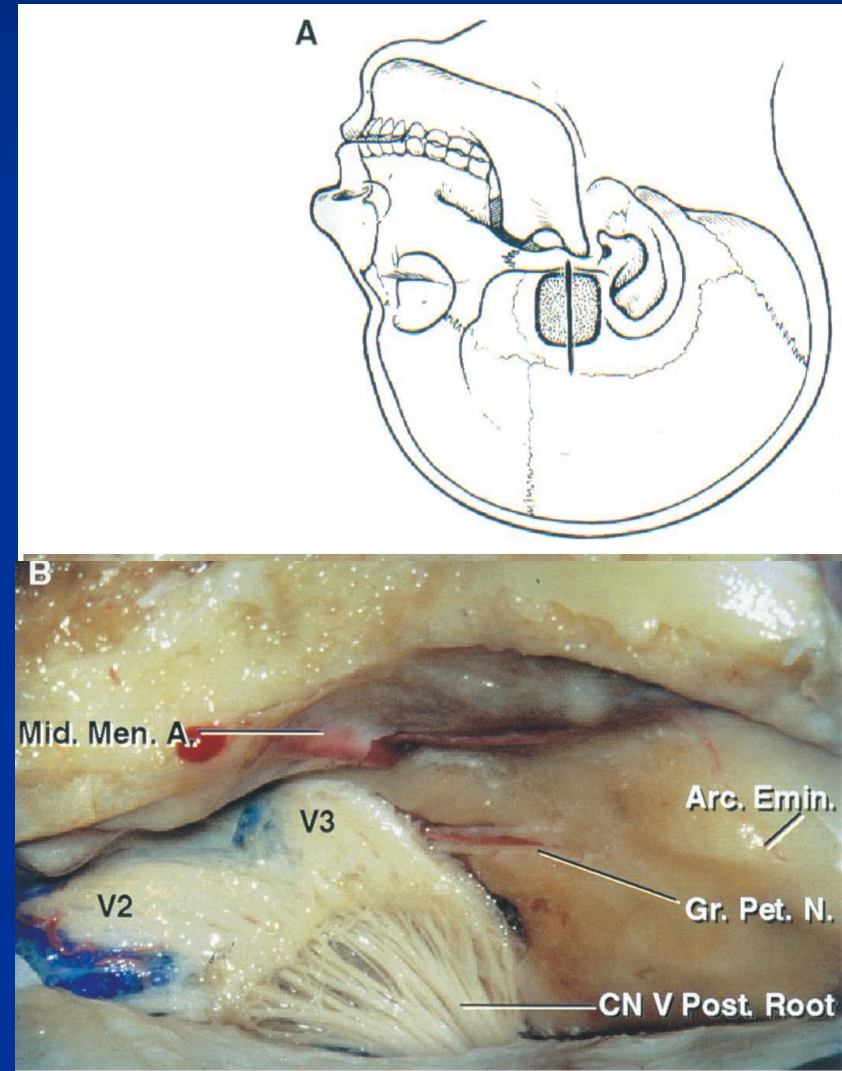 A
B
Mid. Men. A.
V3
Arc. Emin.
V2
Gr. Pet. N.
CN V Post. Root